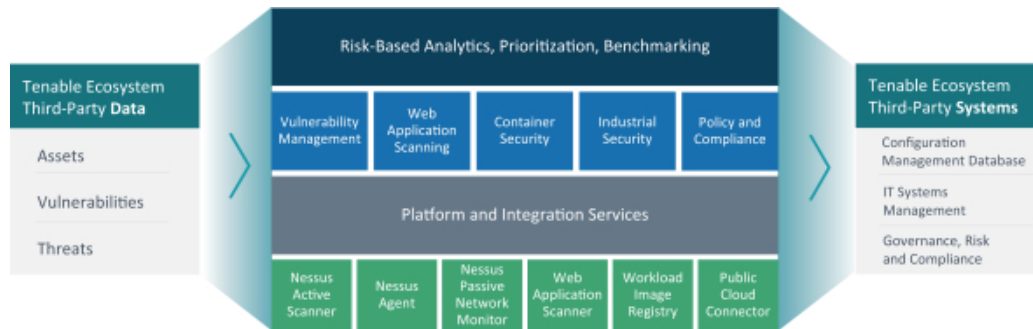 Tenable Ecosystem
Third-Party Data
Assets
Vulnerabilities
Threats
Risk-Based Analytics, Prioritization, Benchmarking
Vulnerability
Management
Web
Application
Scanning
Container
Security
Industrial
Security
Policy and
Compliance
Platform and Integration Services
Nessus
Active
Scanner
Nessus
Agent
Nessus
Passive
Network
Monitor
Web
Application
Scanner
Workload
Image
Registry
Public
Cloud
Connector
Tenable Ecosystem
Third-Party Systems
Configuration
Management Database
IT Systems
Management
Governance, Risk
and Compliance